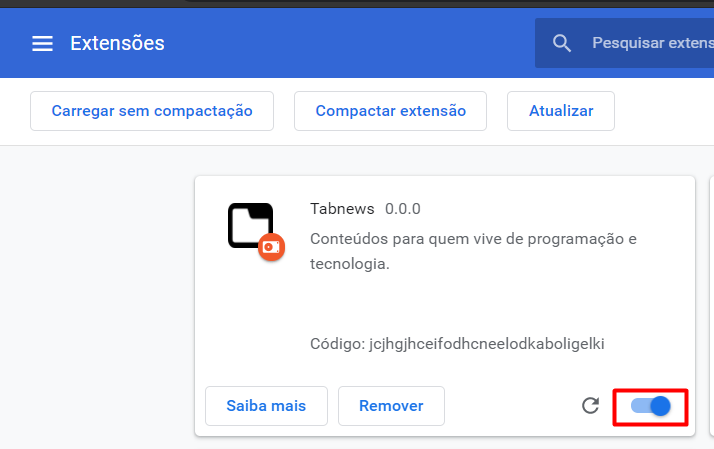 Extensões
Pesquisar extens
Carregar sem compactação
Compactar extensão
Atualizar
Tabnews 0.0.0
Conteúdos para quem vive de programação e
tecnologia.
Código: jcjhgjhceifodhcneelodkaboligelki
Saiba mais
Remover